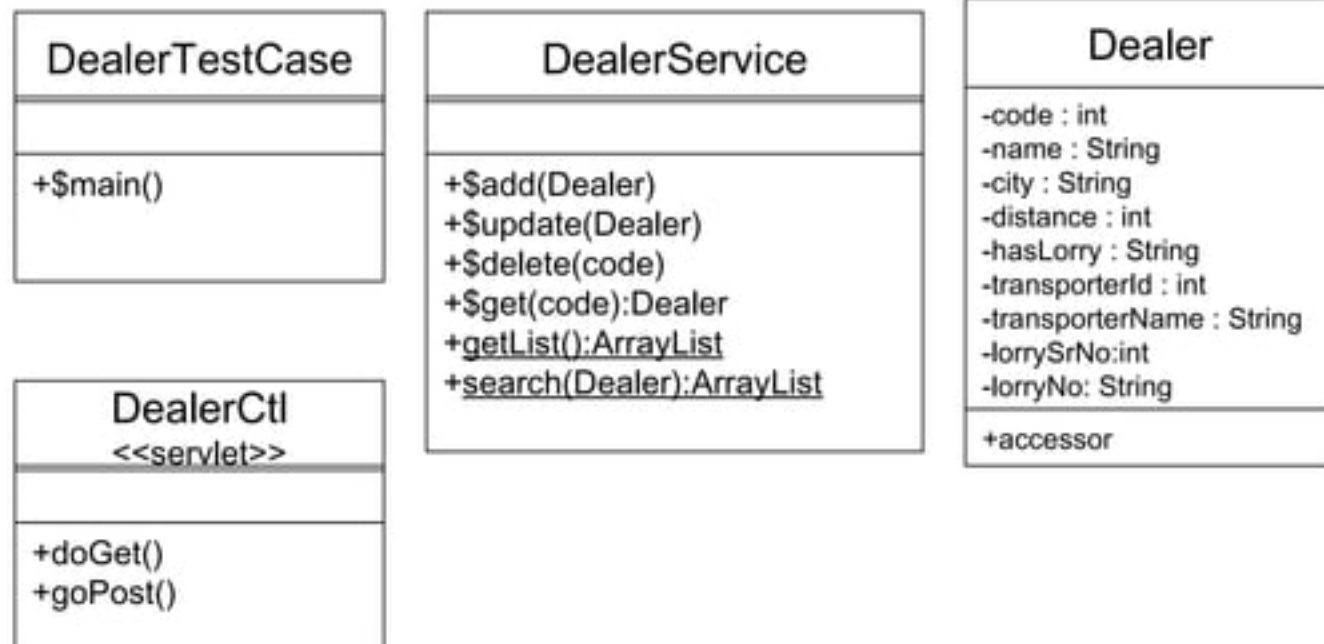 DealerTestCase
+$main()
DealerService
+$add(Dealer)
+$update(Dealer)
+$delete(code)
+$get(code):Dealer
+getList():ArrayList
+search(Dealer):ArrayList
Dealer
-code : int
-name : String
-city : String
-distance : int
-hasLorry : String
-transporterId : int
-transporterName : String
-lorrySrNo:int
-lorryNo: String
+accessor
DealerCtl
<<servlet>>
+doGet()
+goPost()